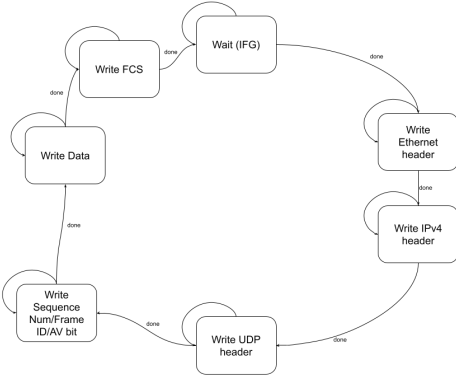 done
Wait (IFG)
Write FCS
done
done
Write
Ethernet
header
Write Data
done
Write IPv4
header
done
Write
Sequence
Num/Frame
ID/AV bit
done
Write UDP
header
done